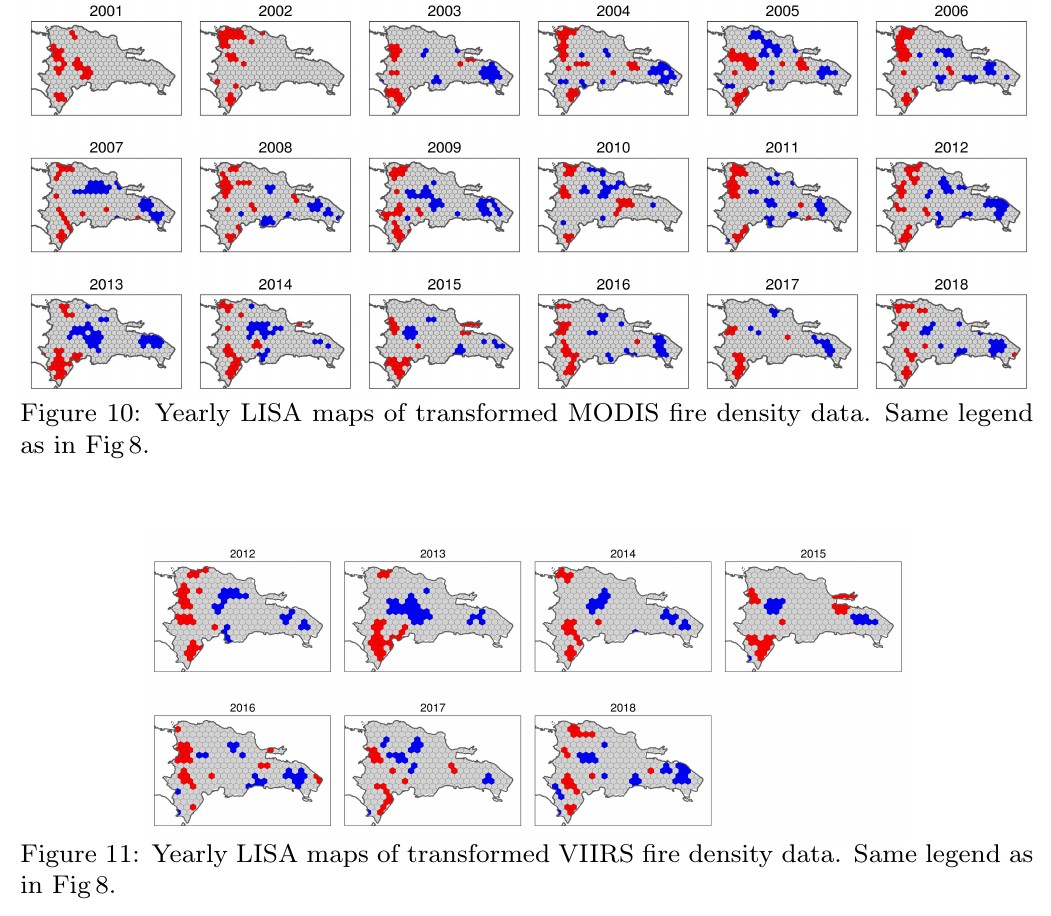 2001 2002 2003 2004 2005 2006
2007 2008 2009 2010 2011 2012
2013 2014 2015 2016 2017 2018
Figure 10: Yearly LISA maps of transformed MODIS fire density data. Same legend
as in Fig 8.
2012 2013 2014 2015
2016 2017 2018
Figure 11: Yearly LISA maps of transformed VIIRS fire density data. Same legend as
in Fig 8.